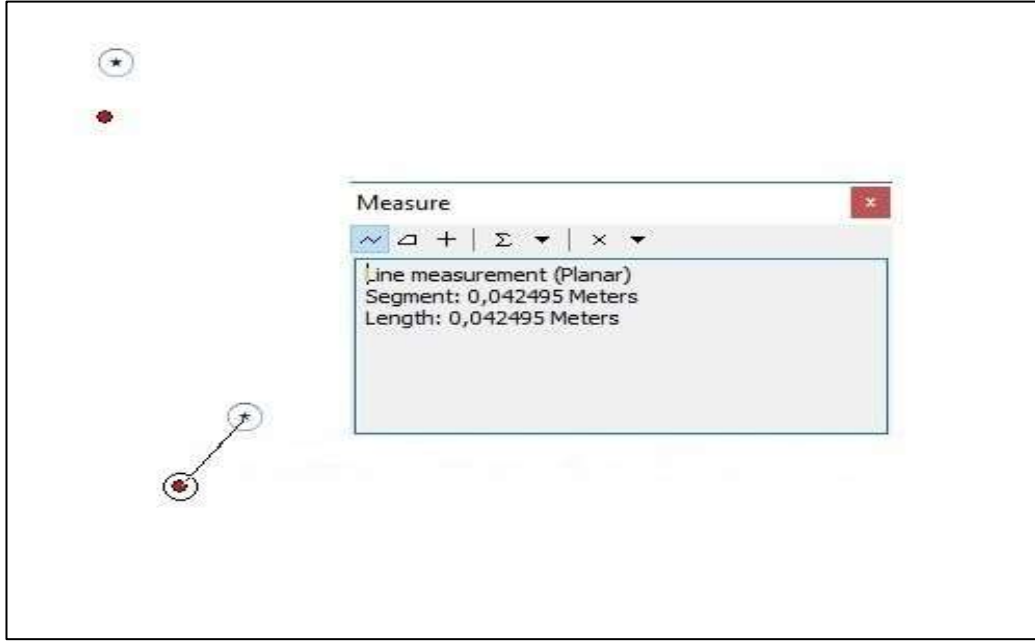 Measure
Line measurement (Planar)
Segment: 0,042495 Meters
Length: 0,042495 Meters